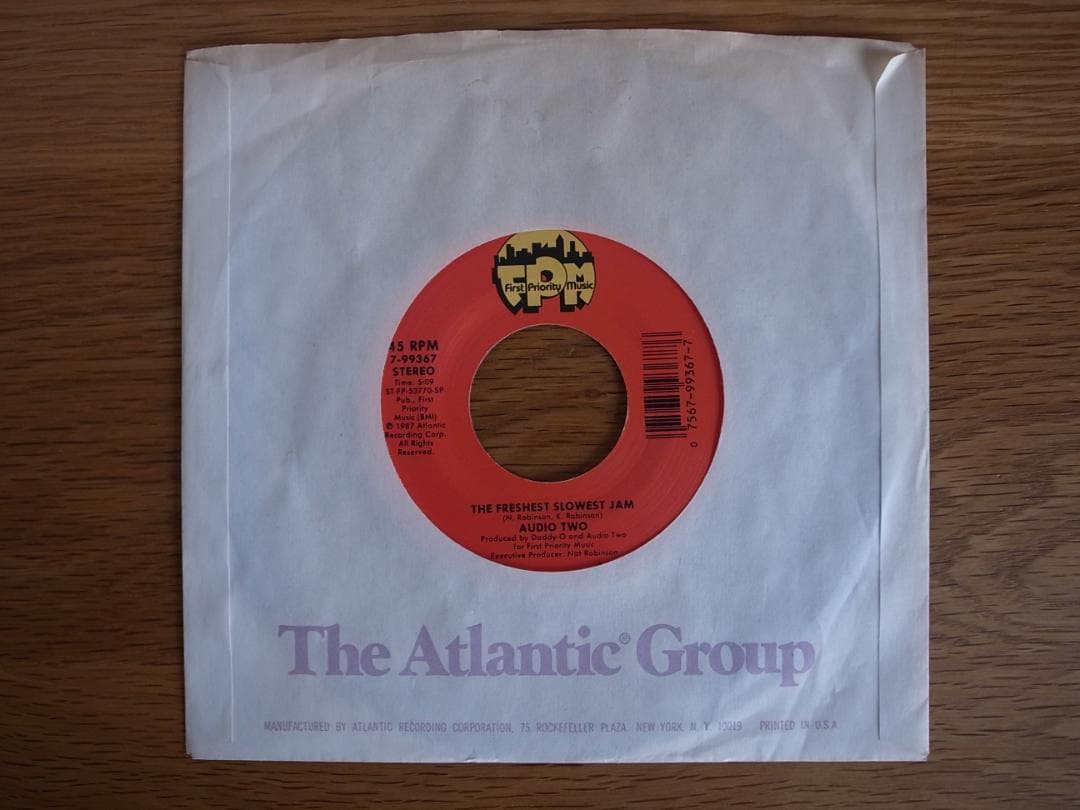 FPM
First Priority Music
45 RPM
7-99367
STEREO
Time: 5:09
ST-FP-53770-SP
Pub., First
Priority
Music (BMI)
℗ 1987 Atlantic
Recording Corp.
All Rights
Reserved.
0 7567-99367-7
THE FRESHEST SLOWEST JAM
(N. Robinson, K. Robinson)
AUDIO TWO
Produced by Daddy-O and Audio Two
for First Priority Music
Executive Producer: Nat Robinson
The Atlantic® Group
MANUFACTURED BY ATLANTIC RECORDING CORPORATION, 75 ROCKEFELLER PLAZA, NEW YORK, N. Y. 10019 PRINTED IN U.S.A